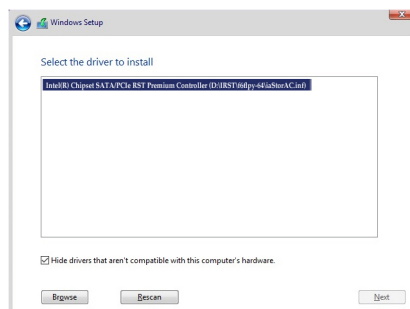 Windows Setup
Select the driver to install
Intel(R) Chipset SATA/PCIe RST Premium Controller (D:\IRST\f6flpy-64\iaStorAC.inf)
Hide drivers that aren't compatible with this computer's hardware.
Browse Rescan Next